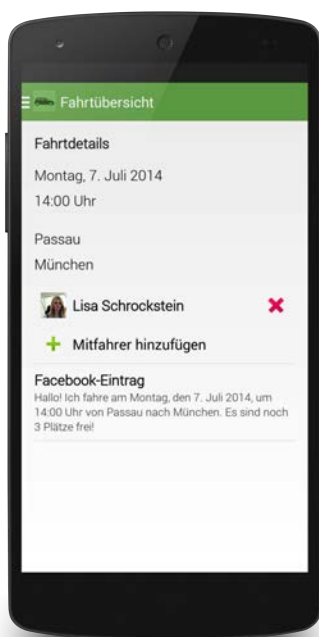 Fahrtübersicht
Fahrtdetails
Montag, 7. Juli 2014
14:00 Uhr
Passau
München
Lisa Schrockstein
Mitfahrer hinzufügen
Facebook-Eintrag
Hallo! Ich fahre am Montag, den 7. Juli 2014, um
14:00 Uhr von Passau nach München. Es sind noch
3 Plätze frei!